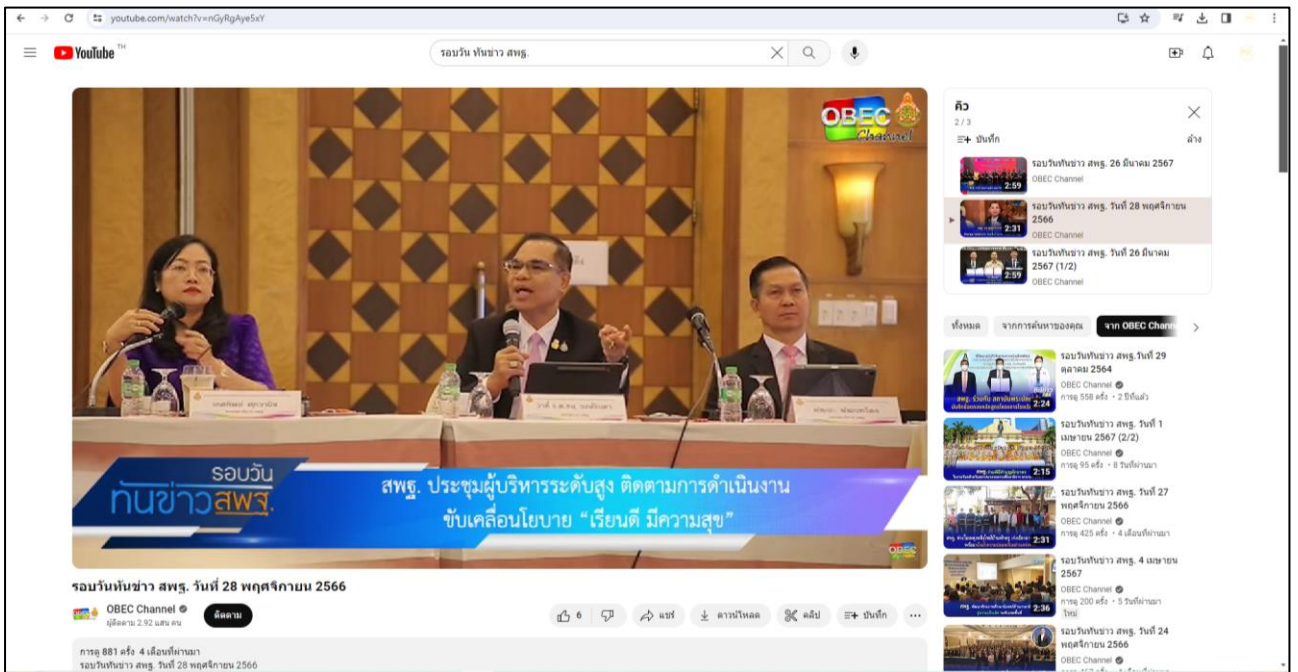 youtube.com/watch?v=nGyRgAye5xY
YouTube TH
รอบวัน ทันข่าว สพฐ.
OBEC
Channel
รอบวัน
ทันข่าวสพฐ.
สพฐ. ประชุมผู้บริหารระดับสูง ติดตามการดำเนินงาน
ขับเคลื่อนนโยบาย “เรียนดี มีความสุข”
OBEC
รอบวันทันข่าว สพฐ. วันที่ 28 พฤศจิกายน 2566
OBEC Channel
ผู้ติดตาม 2.92 แสน คน
ติดตาม
6
แชร์
ดาวน์โหลด
คลิป
บันทึก
การดู 881 ครั้ง 4 เดือนที่ผ่านมา
รอบวันทันข่าว สพฐ. วันที่ 28 พฤศจิกายน 2566
คิว
2 / 3
บันทึก
ล้าง
รอบวันทันข่าว สพฐ. 26 มีนาคม 2567
OBEC Channel
2:59
รอบวันทันข่าว สพฐ. วันที่ 28 พฤศจิกายน
2566
OBEC Channel
2:31
รอบวันทันข่าว สพฐ. วันที่ 26 มีนาคม
2567 (1/2)
OBEC Channel
2:59
ทั้งหมด
จากการค้นหาของคุณ
จาก OBEC Chann
รอบวันทันข่าว สพฐ.วันที่ 29
ตุลาคม 2564
OBEC Channel
การดู 558 ครั้ง • 2 ปีที่แล้ว
2:24
รอบวันทันข่าว สพฐ. วันที่ 1
เมษายน 2567 (2/2)
OBEC Channel
การดู 95 ครั้ง • 8 วันที่ผ่านมา
2:15
รอบวันทันข่าว สพฐ. วันที่ 27
พฤศจิกายน 2566
OBEC Channel
การดู 425 ครั้ง • 4 เดือนที่ผ่านมา
2:31
รอบวันทันข่าว สพฐ. 4 เมษายน
2567
OBEC Channel
การดู 200 ครั้ง • 5 วันที่ผ่านมา
ใหม่
2:36
รอบวันทันข่าว สพฐ. วันที่ 24
พฤศจิกายน 2566
OBEC Channel